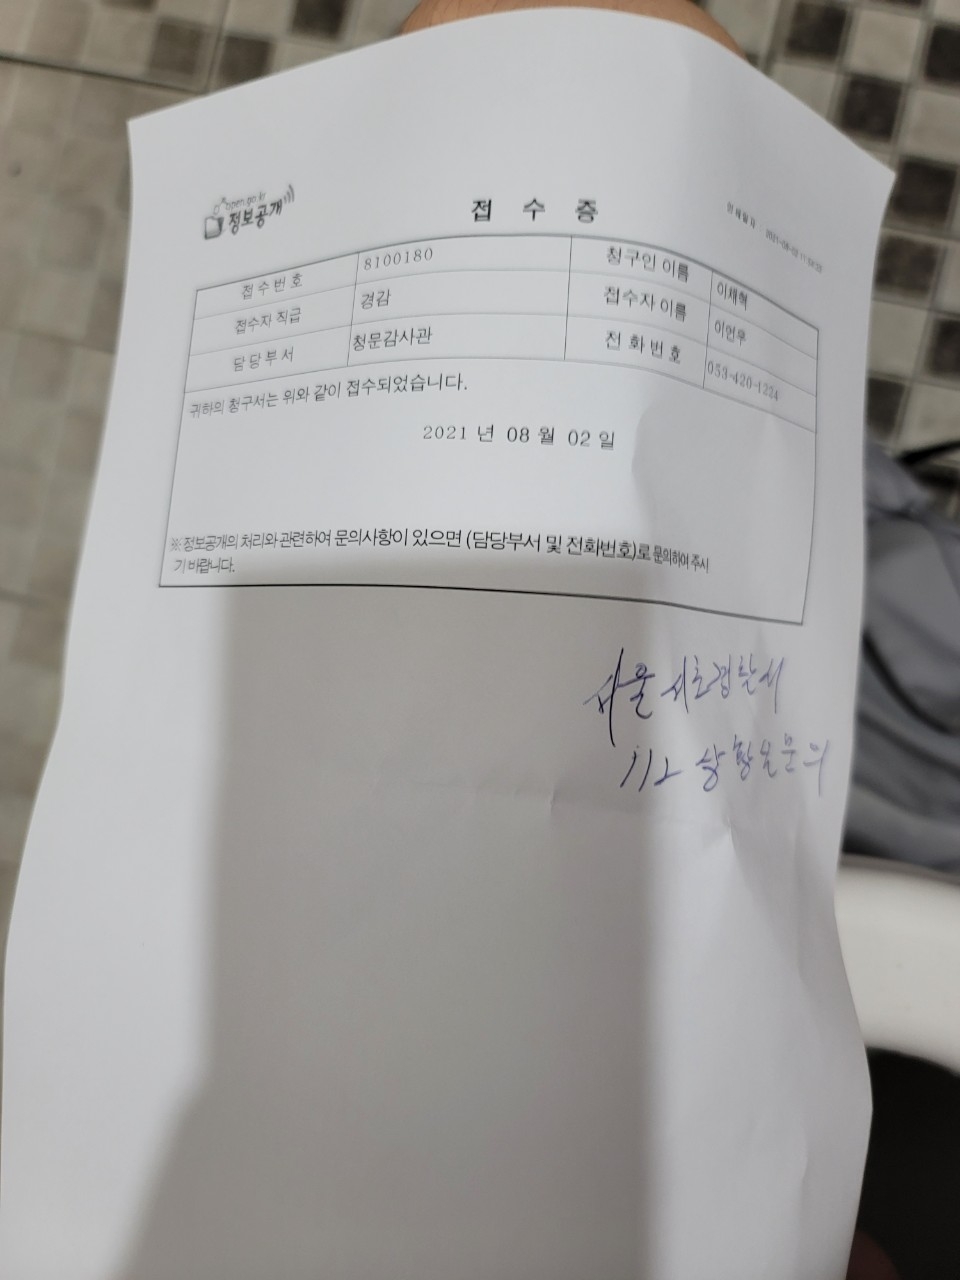 open.go.kr
정보공개
접 수 증
접 수 번 호 8100180 청구인 이름 이채혁
접수자 직급 경감 접수자 이름 이언우
담 당 부 서 청문감사관 전 화 번 호 053-420-1224
귀하의 청구서는 위와 같이 접수되었습니다.
2021 년 08 월 02 일
※ 정보공개의 처리와 관련하여 문의사항이 있으면 (담당부서 및 전화번호)로 문의하여 주시
기 바랍니다.
서울 서초경찰서
112 상황실 문의